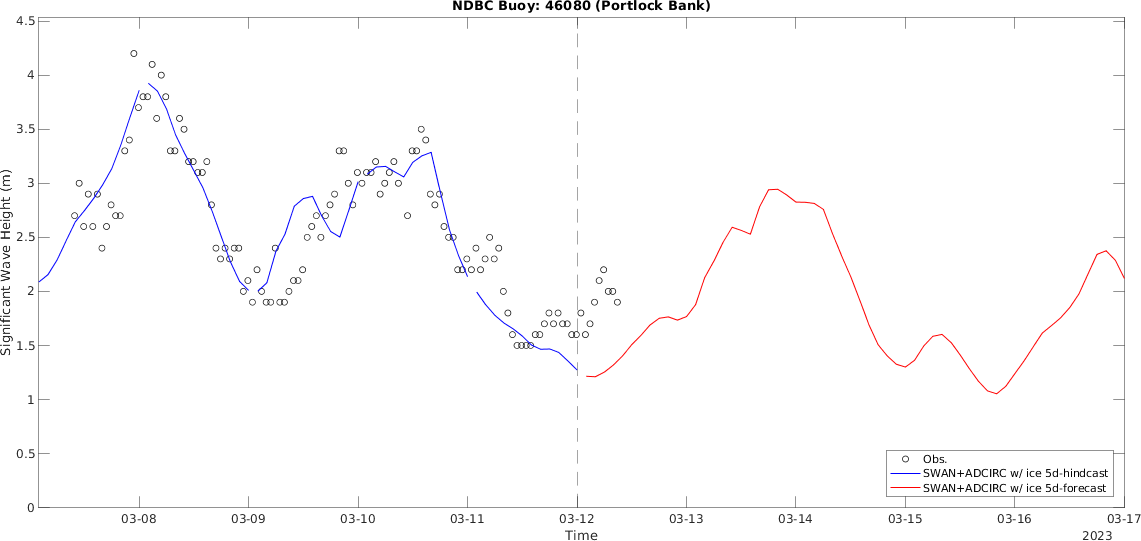 NDBC Buoy: 46080 (Portlock Bank)
4.5
4
3.5
3
2.5
2
1.5
1
0.5
0
Significant Wave Height (m)
Obs.
SWAN+ADCIRC w/ ice 5d-hindcast
SWAN+ADCIRC w/ ice 5d-forecast
03-08 03-09 03-10 03-11 03-12 03-13 03-14 03-15 03-16 03-17
Time
2023